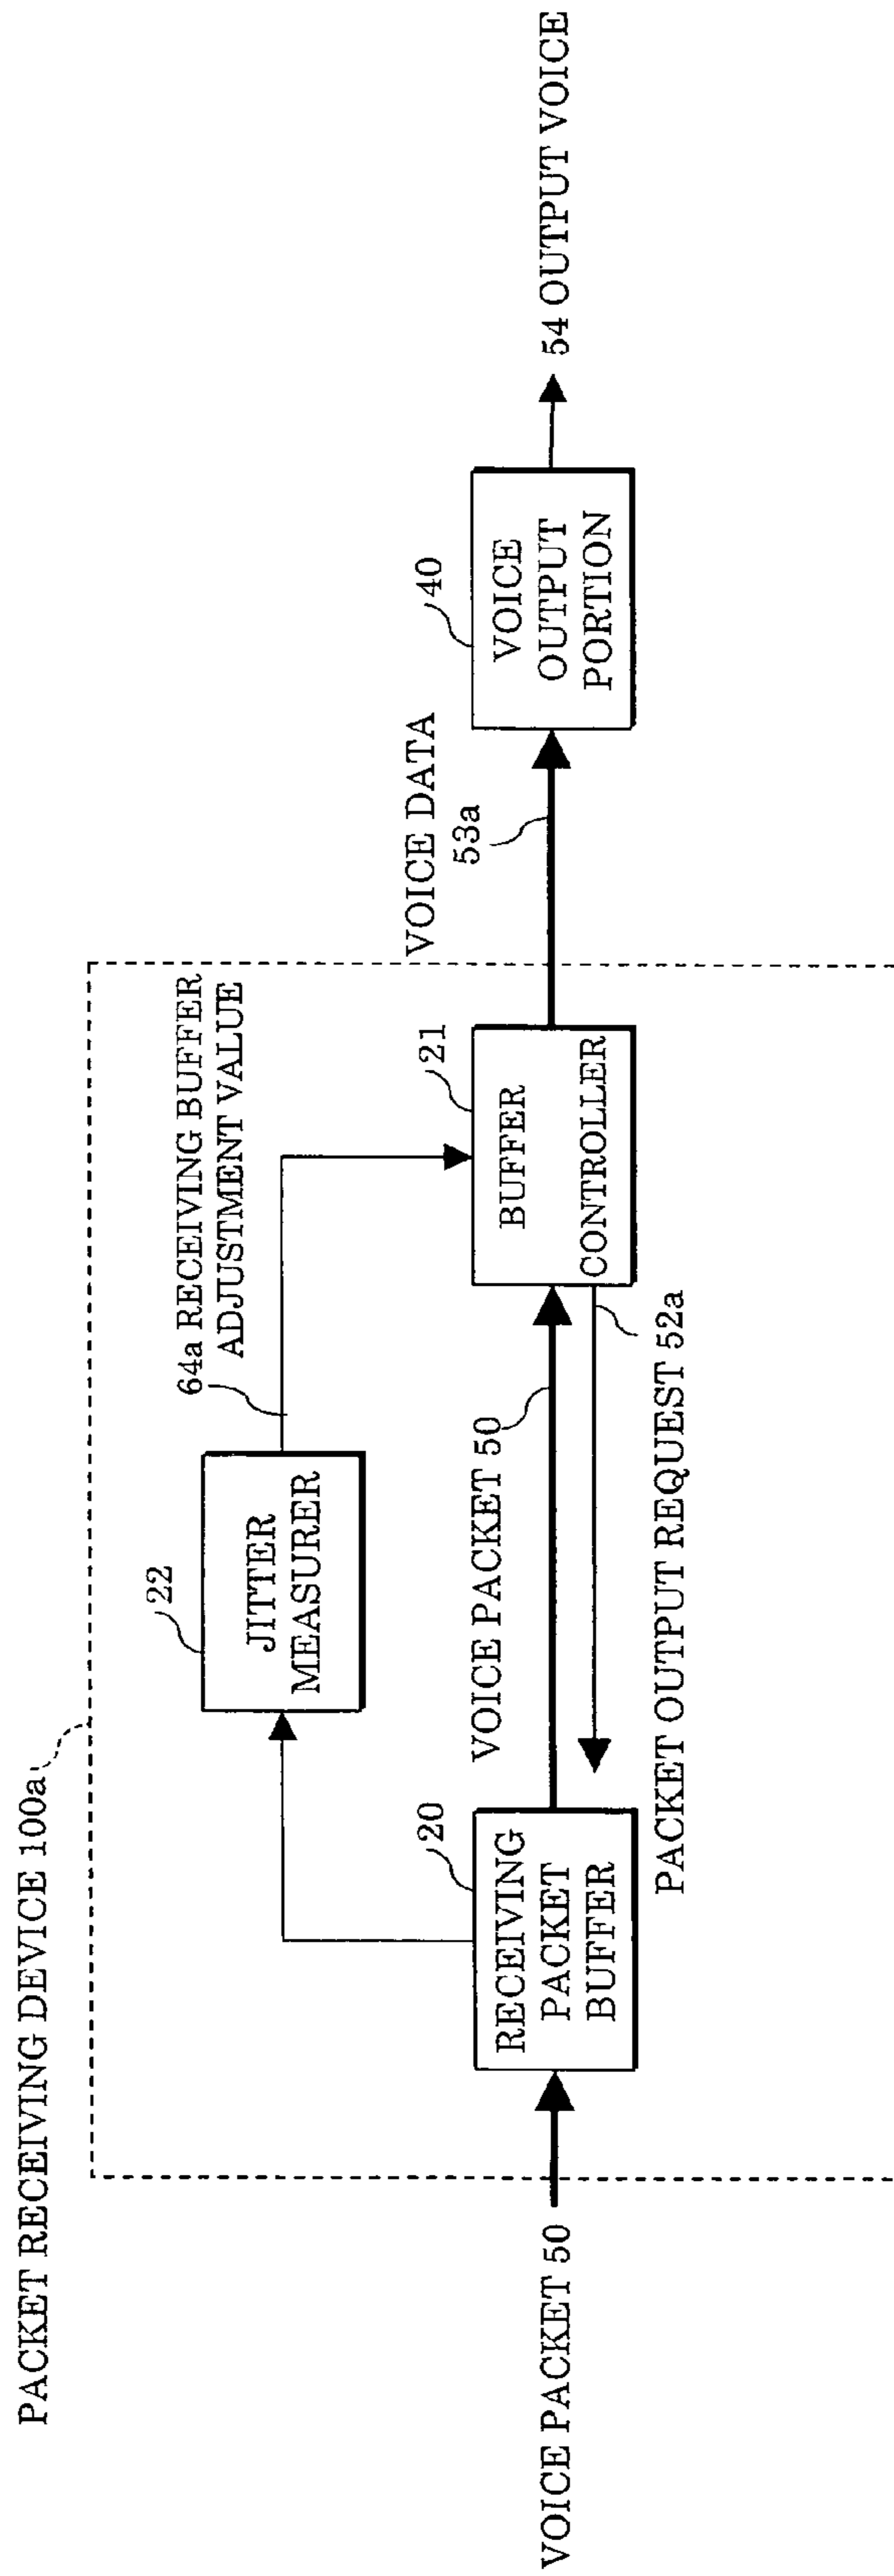 PACKET RECEIVING DEVICE 100a
64a RECEIVING BUFFER
ADJUSTMENT VALUE
22
JITTER
MEASURER
VOICE PACKET 50
20
RECEIVING
PACKET
BUFFER
VOICE PACKET 50
PACKET OUTPUT REQUEST 52a
21
BUFFER
CONTROLLER
VOICE DATA
53a
40
VOICE
OUTPUT
PORTION
54 OUTPUT VOICE